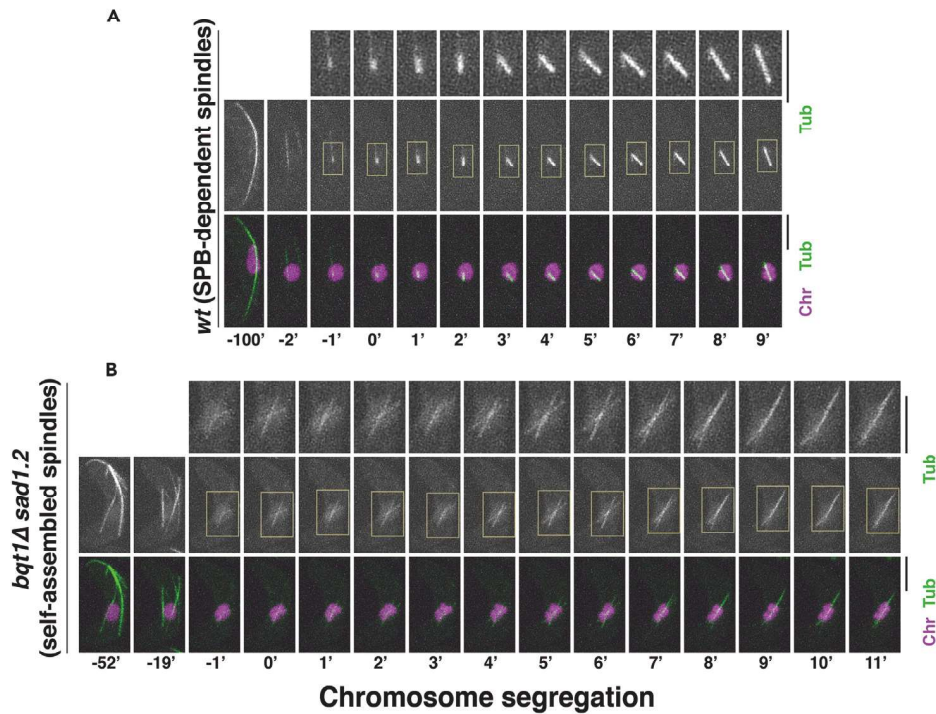 A
wt (SPB-dependent spindles)
Tub
Chr Tub
-100' -2' -1' 0' 1' 2' 3' 4' 5' 6' 7' 8' 9'
B
bqt1Δ sad1.2
(self-assembled spindles)
Tub
Chr Tub
-52' -19' -1' 0' 1' 2' 3' 4' 5' 6' 7' 8' 9' 10' 11'
Chromosome segregation